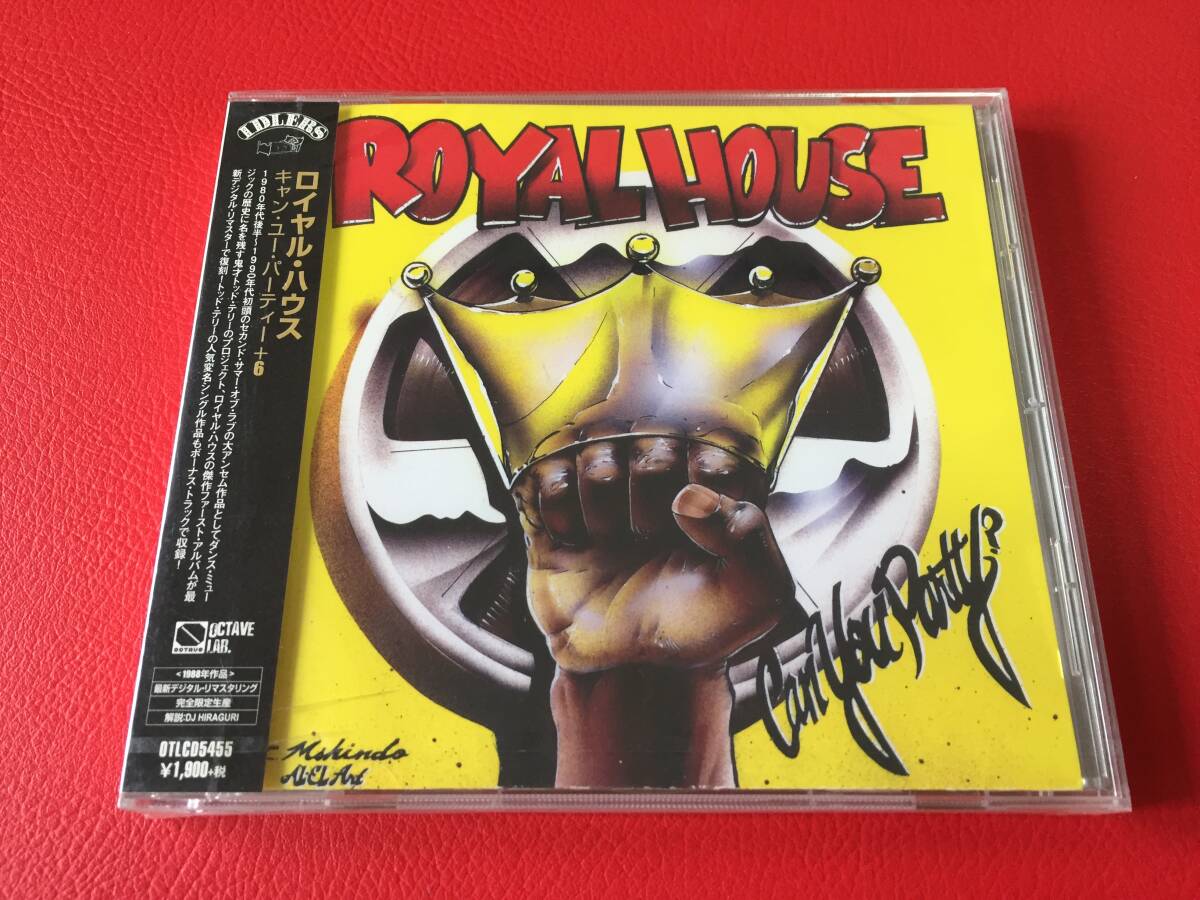 IDLERS
ロイヤル・ハウス
キャン・ユー・パーティー+6
1980年代後半〜1990年代初頭のセカンド・サマー・オブ・ラブの大アンセム作品としてダンス・ミュー
ジックの歴史に名を残す鬼才トッド・テリーのプロジェクト、ロイヤル・ハウスの傑作ファースト・アルバムが最
新デジタル・リマスターで復刻!トッド・テリーの人気変名シングル作品もボーナス・トラックで収録!
OCTAVE
LAB.
<1988年作品>
最新デジタル・リマスタリング
完全限定生産
解説:DJ HIRAGURI
OTLCD5455
¥1,900+税
ROYAL HOUSE
Can You Party?
Mshindo